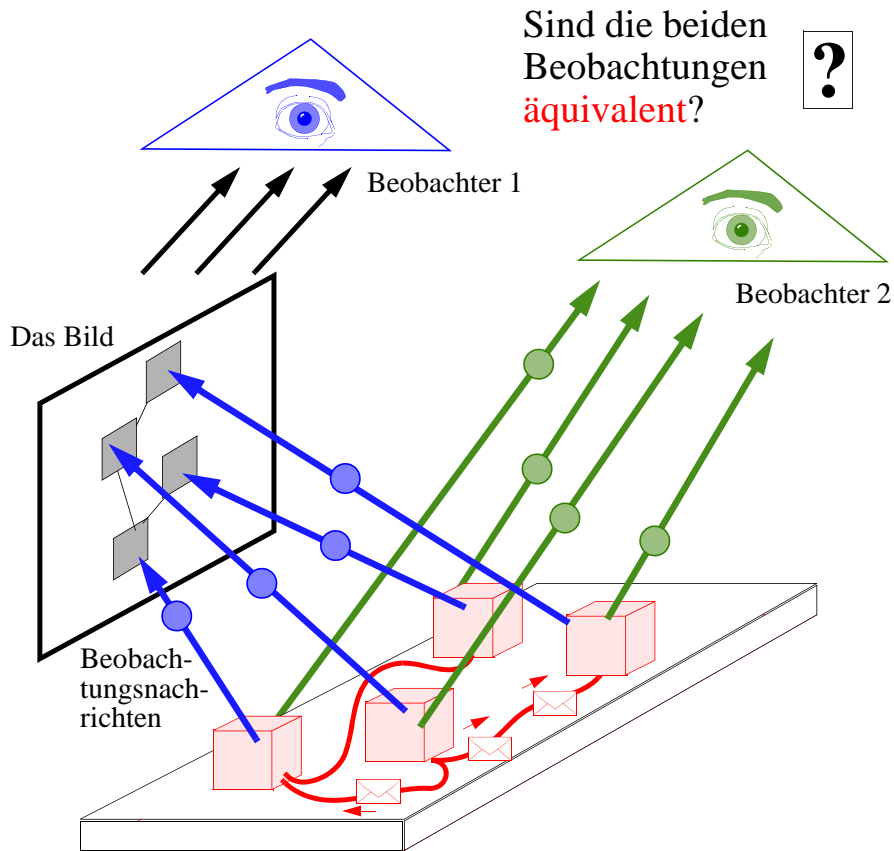 Sind die beiden
Beobachtungen
äquivalent?
?
Beobachter 1
Beobachter 2
Das Bild
Beobach-
tungsnach-
richten